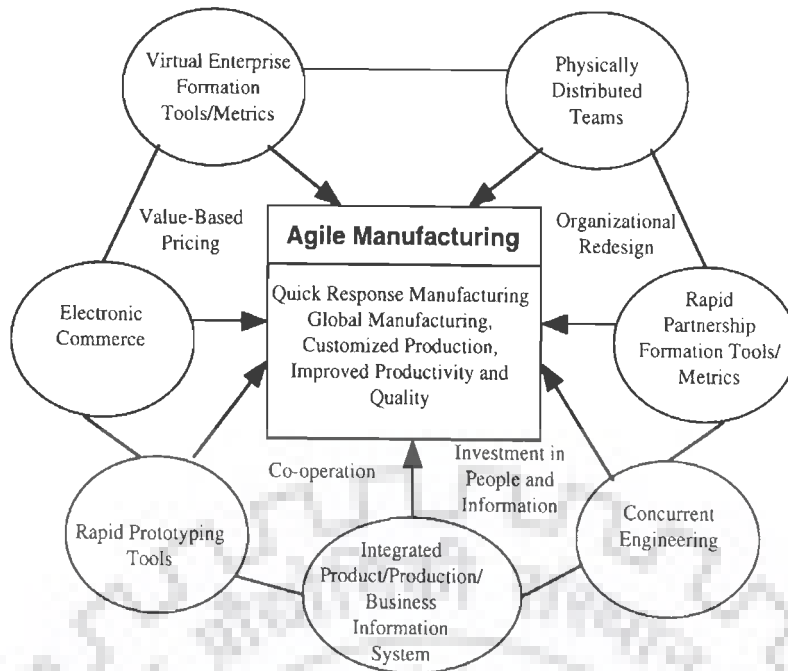 Virtual Enterprise
Formation
Tools/Metrics
Physically
Distributed
Teams
Value-Based
Pricing
Agile Manufacturing
Organizational
Redesign
Quick Response Manufacturing
Global Manufacturing,
Customized Production,
Improved Productivity and
Quality
Electronic
Commerce
Rapid
Partnership
Formation Tools/
Metrics
Co-operation
Investment in
People and
Information
Rapid Prototyping
Tools
Integrated
Product/Production/
Business
Information
System
Concurrent
Engineering